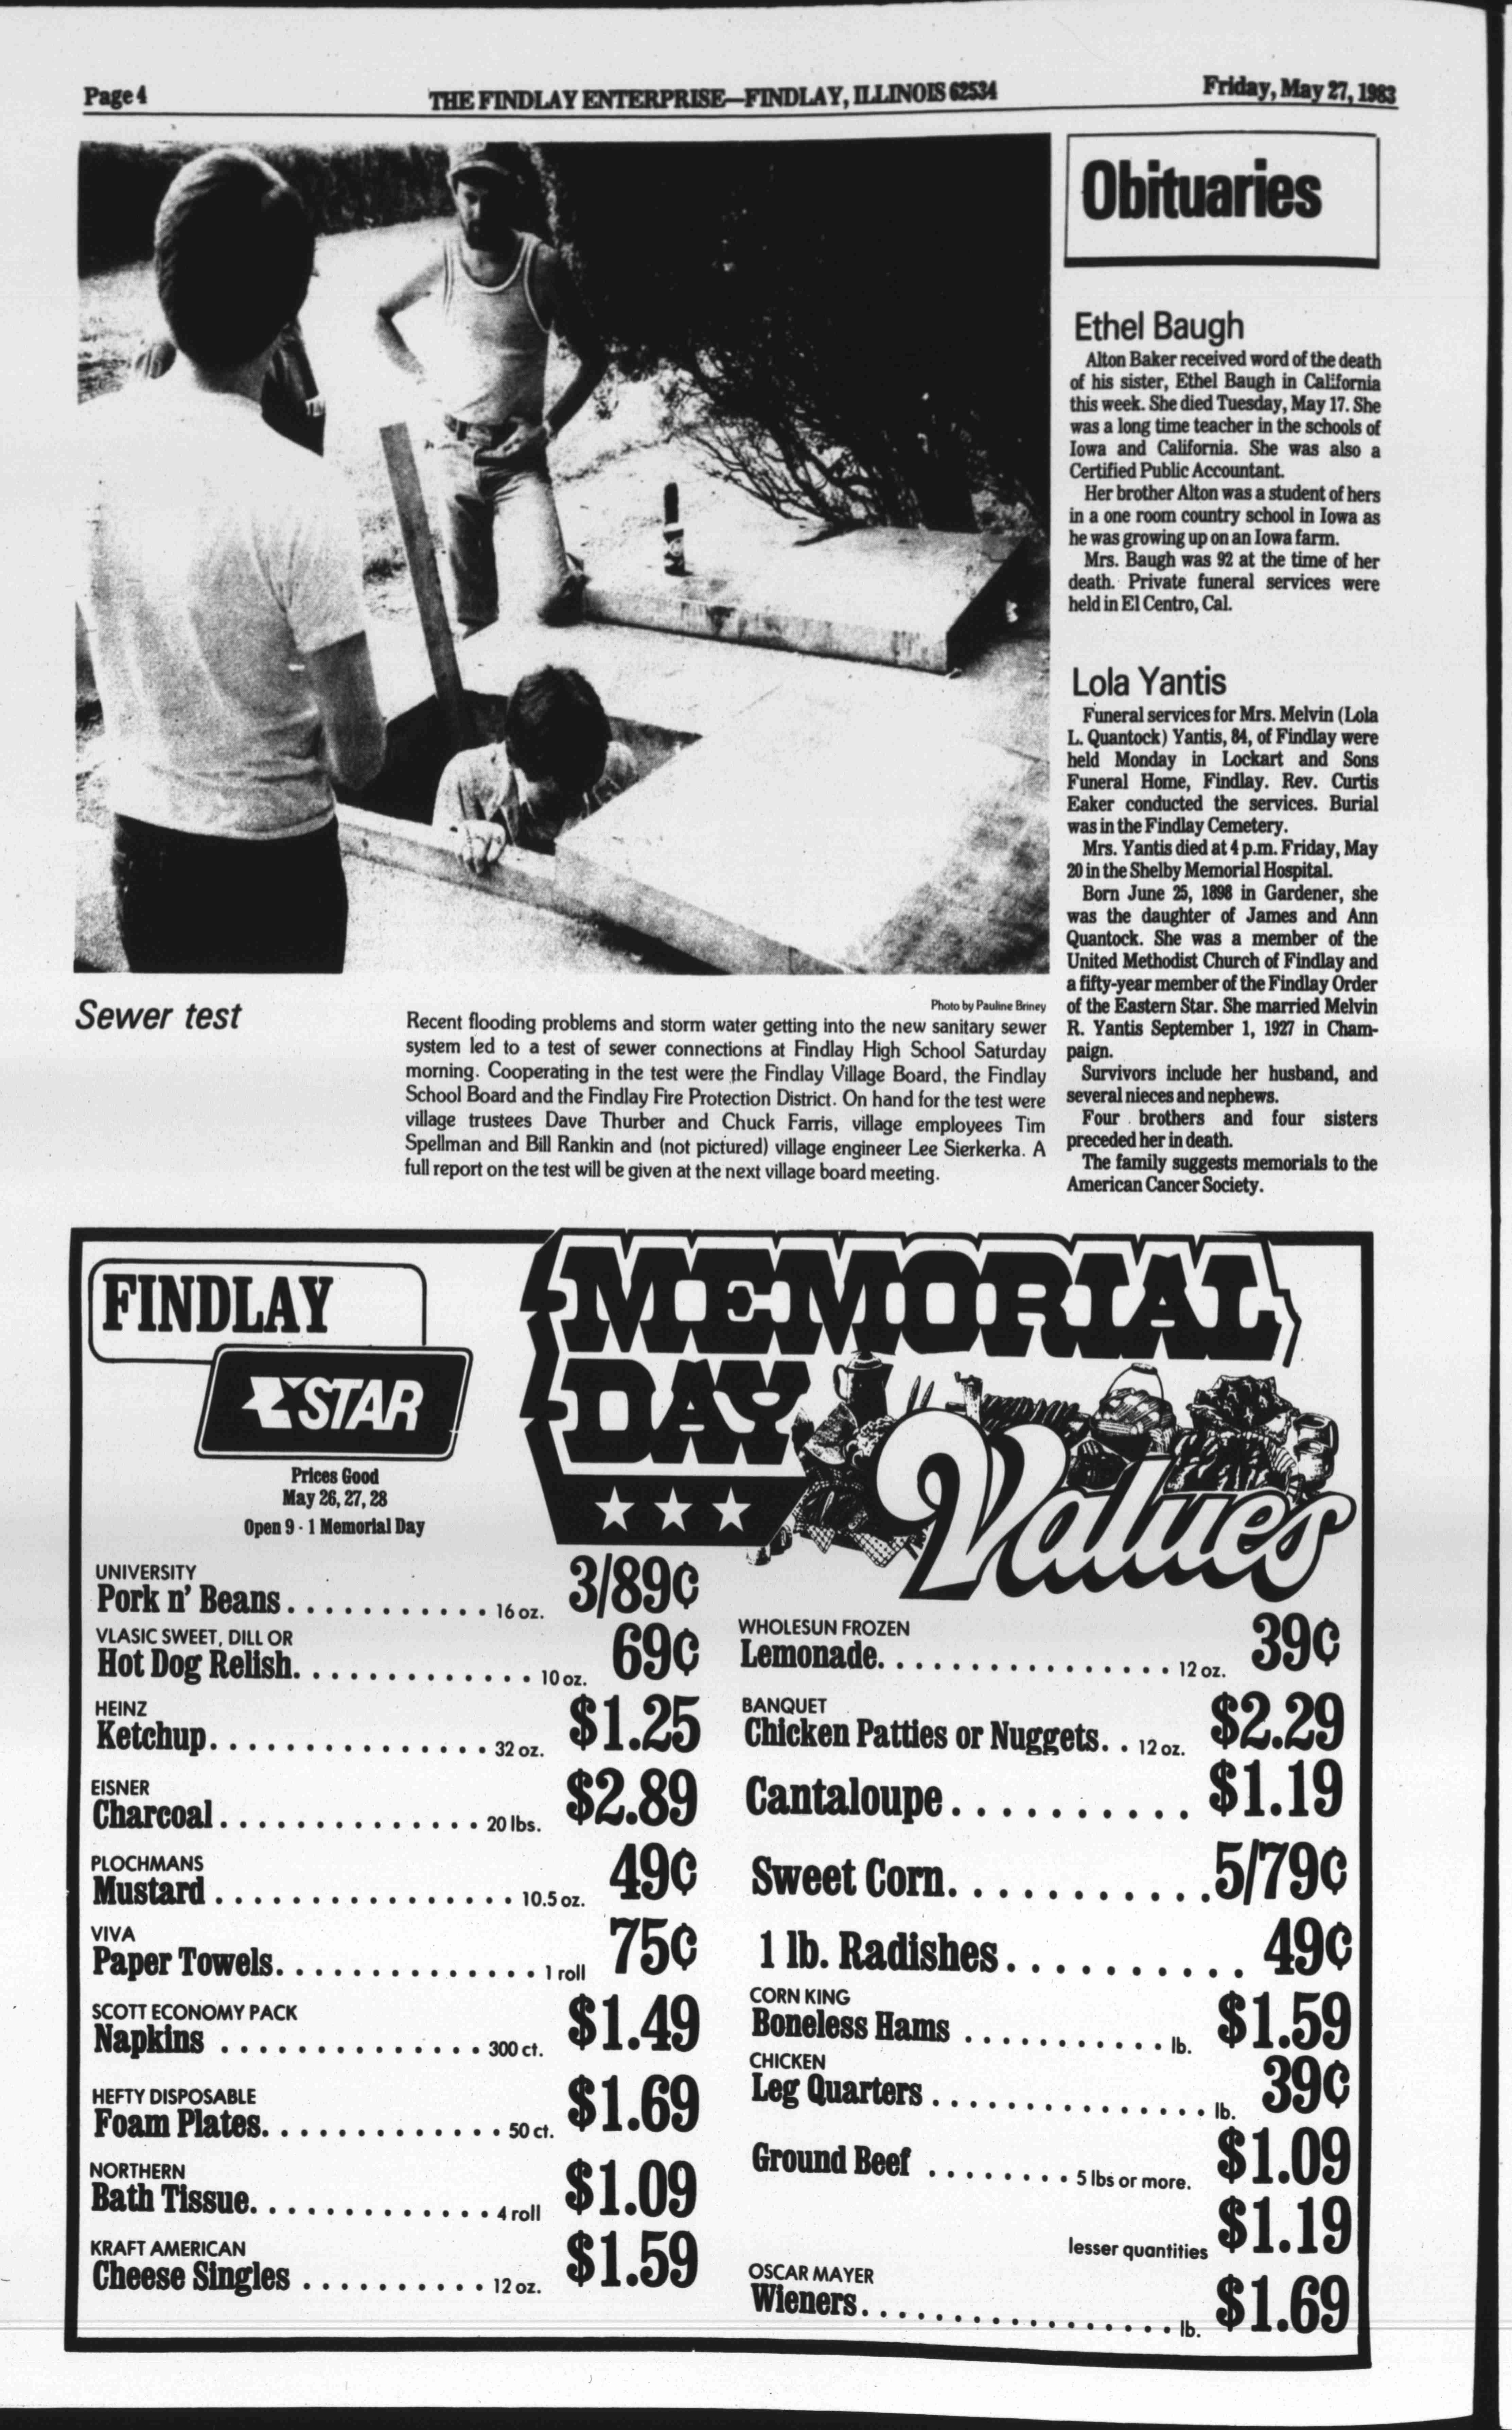 Page 4
THE FINDLAY ENTERPRISE—FINDLAY, ILLINOIS 62534
Friday, May 27, 1983
Sewer test
Photo by Pauline Briney
Recent flooding problems and storm water getting into the new sanitary sewer
system led to a test of sewer connections at Findlay High School Saturday
morning. Cooperating in the test were the Findlay Village Board, the Findlay
School Board and the Findlay Fire Protection District. On hand for the test were
village trustees Dave Thurber and Chuck Farris, village employees Tim
Spellman and Bill Rankin and (not pictured) village engineer Lee Sierkerka. A
full report on the test will be given at the next village board meeting.
Obituaries
Ethel Baugh
Alton Baker received word of the death
of his sister, Ethel Baugh in California
this week. She died Tuesday, May 17. She
was a long time teacher in the schools of
Iowa and California. She was also a
Certified Public Accountant.
Her brother Alton was a student of hers
in a one room country school in Iowa as
he was growing up on an Iowa farm.
Mrs. Baugh was 92 at the time of her
death. Private funeral services were
held in El Centro, Cal.
Lola Yantis
Funeral services for Mrs. Melvin (Lola
L. Quantock) Yantis, 84, of Findlay were
held Monday in Lockart and Sons
Funeral Home, Findlay. Rev. Curtis
Eaker conducted the services. Burial
was in the Findlay Cemetery.
Mrs. Yantis died at 4 p.m. Friday, May
20 in the Shelby Memorial Hospital.
Born June 25, 1898 in Gardener, she
was the daughter of James and Ann
Quantock. She was a member of the
United Methodist Church of Findlay and
a fifty-year member of the Findlay Order
of the Eastern Star. She married Melvin
R. Yantis September 1, 1927 in Cham-
paign.
Survivors include her husband, and
several nieces and nephews.
Four brothers and four sisters
preceded her in death.
The family suggests memorials to the
American Cancer Society.
FINDLAY
STAR
Prices Good
May 26, 27, 28
Open 9 - 1 Memorial Day
MEMORIAL
DAY
Values
UNIVERSITY
Pork n' Beans . . . . . . . . . . . 16 oz. 3/89¢
VLASIC SWEET, DILL OR
Hot Dog Relish. . . . . . . . . . . . . 10 oz. 69¢
HEINZ
Ketchup. . . . . . . . . . . . . . . 32 oz. $1.25
EISNER
Charcoal . . . . . . . . . . . . . . 20 lbs. $2.89
PLOCHMANS
Mustard . . . . . . . . . . . . . . . . 10.5 oz. 49¢
VIVA
Paper Towels. . . . . . . . . . . . . . 1 roll 75¢
SCOTT ECONOMY PACK
Napkins . . . . . . . . . . . . . . 300 ct. $1.49
HEFTY DISPOSABLE
Foam Plates. . . . . . . . . . . . . 50 ct. $1.69
NORTHERN
Bath Tissue. . . . . . . . . . . . . 4 roll $1.09
KRAFT AMERICAN
Cheese Singles . . . . . . . . . . 12 oz. $1.59
WHOLESUN FROZEN
Lemonade. . . . . . . . . . . . . . . . 12 oz. 39¢
BANQUET
Chicken Patties or Nuggets. . 12 oz. $2.29
Cantaloupe . . . . . . . . . . $1.19
Sweet Corn. . . . . . . . . . . . 5/79¢
1 lb. Radishes . . . . . . . . . . 49¢
CORN KING
Boneless Hams . . . . . . . . . . . lb. $1.59
CHICKEN
Leg Quarters . . . . . . . . . . . . . . . lb. 39¢
Ground Beef . . . . . . . . 5 lbs or more. $1.09
lesser quantities $1.19
OSCAR MAYER
Wieners. . . . . . . . . . . . . . . . . . lb. $1.69